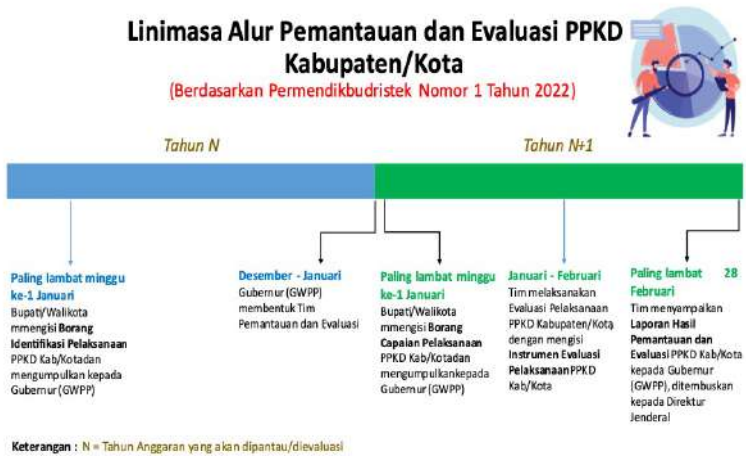 Linimasa Alur Pemantauan dan Evaluasi PPKD
Kabupaten/Kota
(Berdasarkan Permendikbudristek Nomor 1 Tahun 2022)
Tahun N
Tahun N+1
Paling lambat minggu
ke-1 Januari
Bupati/Walikota
mmengisi Borang
Identifikasi Pelaksanaan
PPKD Kab/Kotadan
mengumpulkan kepada
Gubernur (GWPP)
Desember - Januari
Gubernur (GWPP)
membentuk Tim
Pemantauan dan Evaluasi
Paling lambat minggu
ke-1 Januari
Bupati/Walikota
mmengisi Borang
Capaian Pelaksanaan
PPKD Kab/Kotadan
mengumpulkankepada
Gubernur (GWPP)
Januari - Februari
Tim melaksanakan
Evaluasi Pelaksanaan
PPKD Kabupaten/Kota
dengan mengisi
Instrumen Evaluasi
PelaksanaanPPKD
Kab/Kota
Paling lambat 28
Februari
Tim menyampaikan
Laporan Hasil
Pemantauan dan
Evaluasi PPKD Kab/Kota
kepada Gubernur
(GWPP), ditembuskan
kepada Direktur
Jenderal
Keterangan : N = Tahun Anggaran yang akan dipantau/dievaluasi